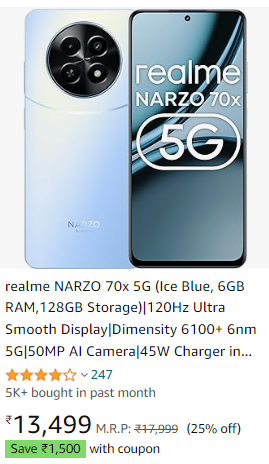 realme
NARZO 70x
5G
NARZO
realme NARZO 70x 5G (Ice Blue, 6GB
RAM,128GB Storage)|120Hz Ultra
Smooth Display|Dimensity 6100+ 6nm
5G|50MP AI Camera|45W Charger in...
247
5K+ bought in past month
₹13,499 M.R.P: ₹17,999 (25% off)
Save ₹1,500 with coupon